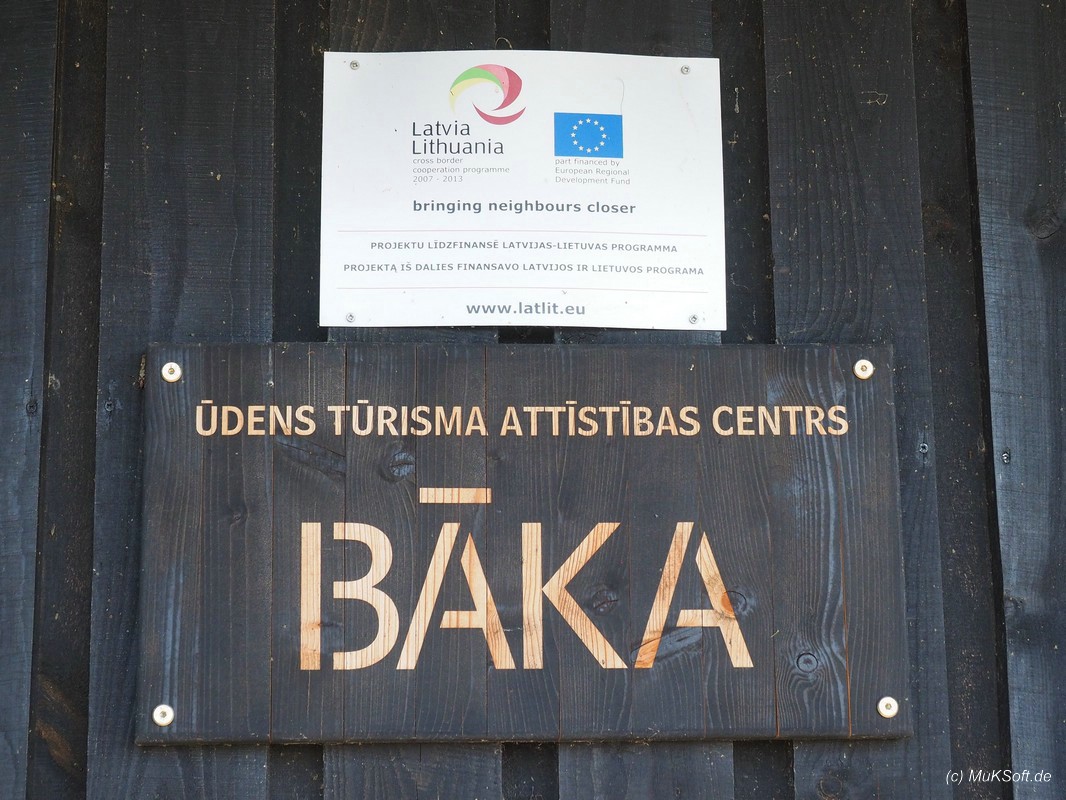 Latvia
Lithuania
cross border
cooperation programme
2007 - 2013
part financed by
European Regional
Development Fund
bringing neighbours closer
PROJEKTU LĪDZFINANSĒ LATVIJAS-LIETUVAS PROGRAMMA
PROJEKTĄ IŠ DALIES FINANSAVO LATVIJOS IR LIETUVOS PROGRAMA
www.latlit.eu
ŪDENS TŪRISMA ATTĪSTĪBAS CENTRS
BĀKA
(c) MuKSoft.de